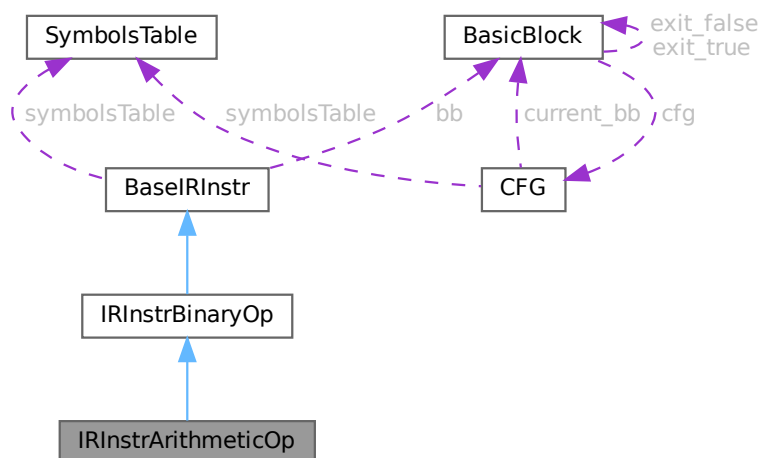 SymbolsTable
BasicBlock
exit_false
exit_true
symbolsTable
symbolsTable
bb
current_bb
cfg
BaseIRInstr
CFG
IRInstrBinaryOp
IRInstrArithmeticOp